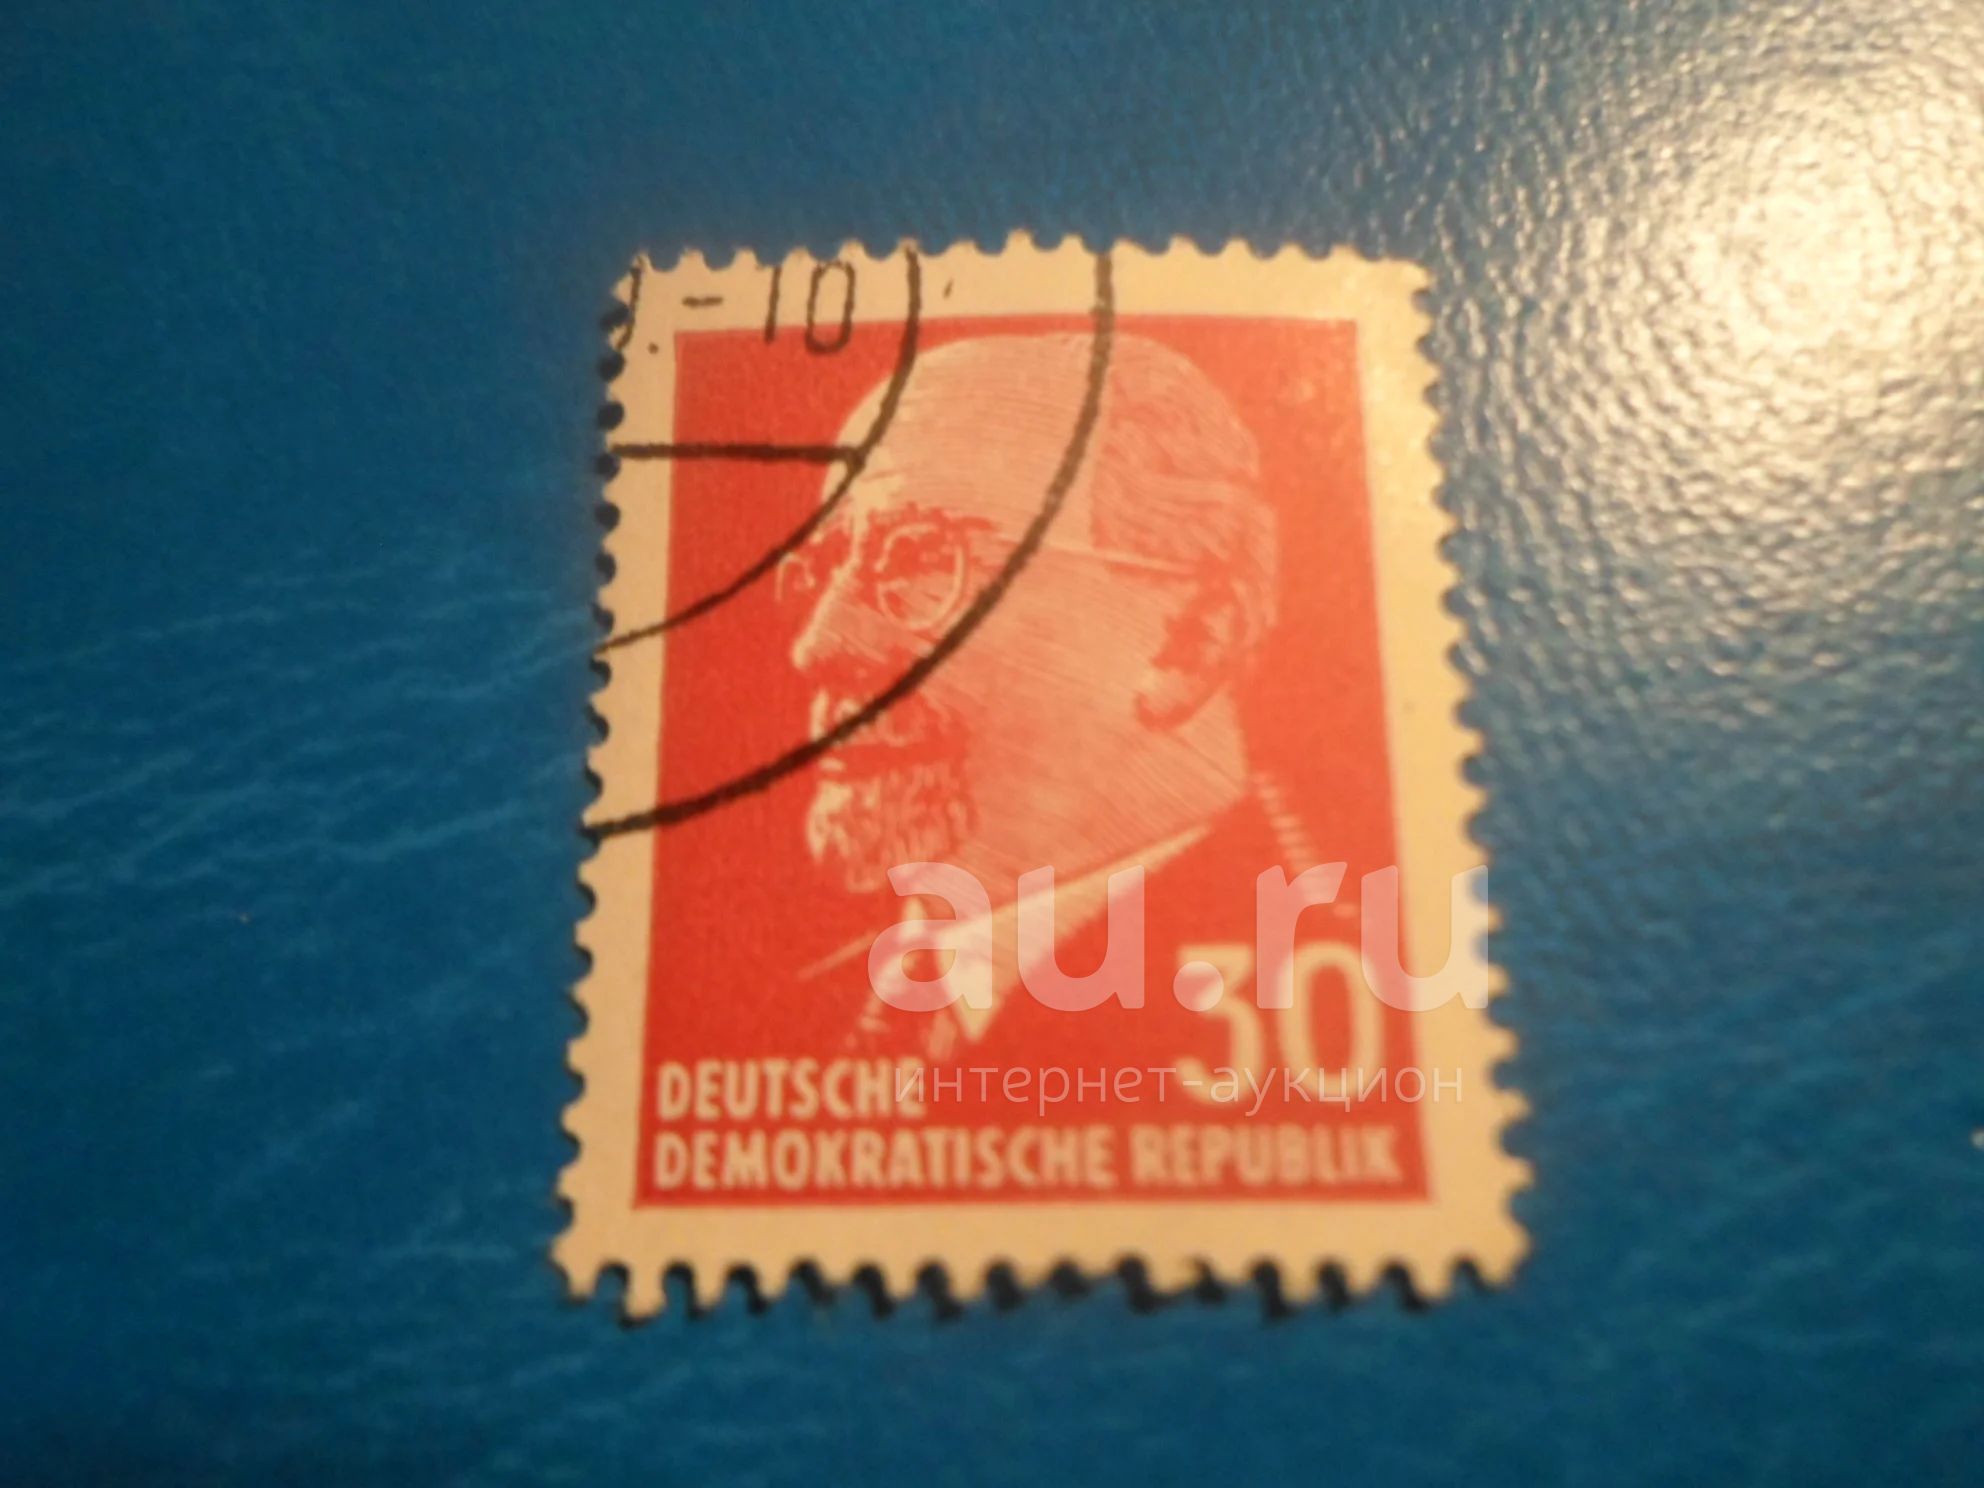 -10
au.ru
30
интернет-аукцион
DEUTSCHE
DEMOKRATISCHE REPUBLIK